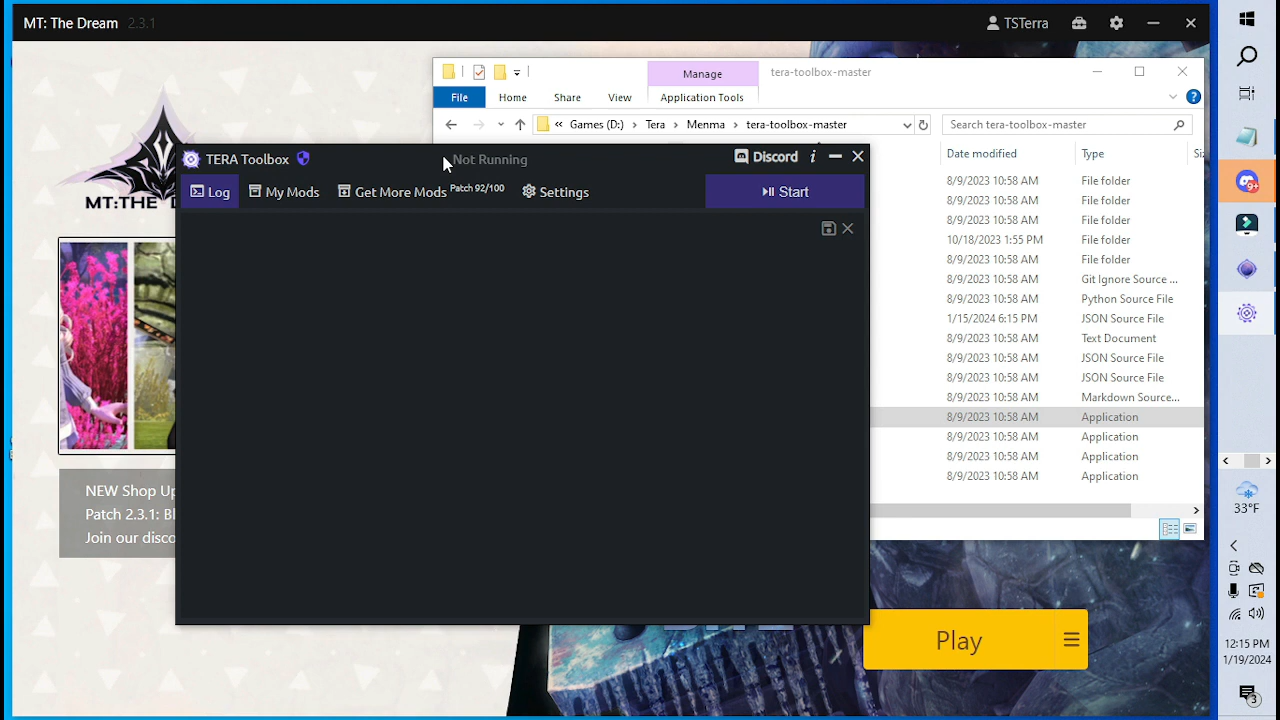 MT: The Dream 2.3.1
TSTerra
Manage
tera-toolbox-master
File
Home
Share
View
Application Tools
« Games (D:) > Tera > Menma > tera-toolbox-master
Search tera-toolbox-master
Date modified
Type
8/9/2023 10:58 AM File folder
8/9/2023 10:58 AM File folder
8/9/2023 10:58 AM File folder
10/18/2023 1:55 PM File folder
8/9/2023 10:58 AM File folder
8/9/2023 10:58 AM Git Ignore Source ...
8/9/2023 10:58 AM Python Source File
1/15/2024 6:15 PM JSON Source File
8/9/2023 10:58 AM Text Document
8/9/2023 10:58 AM JSON Source File
8/9/2023 10:58 AM JSON Source File
8/9/2023 10:58 AM Markdown Source...
8/9/2023 10:58 AM Application
8/9/2023 10:58 AM Application
8/9/2023 10:58 AM Application
8/9/2023 10:58 AM Application
TERA Toolbox
Not Running
Discord
i
Log
My Mods
Get More Mods
Patch 92/100
Settings
Start
MT:THE
NEW Shop Up
Patch 2.3.1: Bl
Join our disco
Play
9+
33°F
12:15 PM
1/19/2024
3